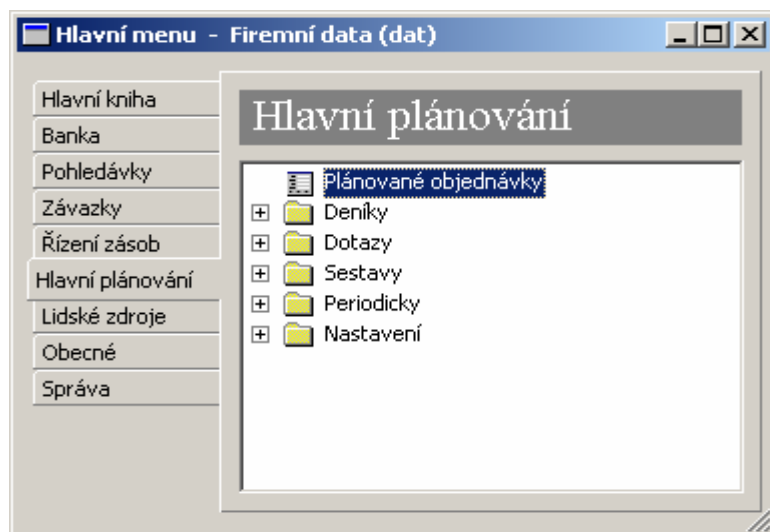 Hlavní menu - Firemní data (dat)
Hlavní kniha
Banka
Pohledávky
Závazky
Řízení zásob
Hlavní plánování
Lidské zdroje
Obecné
Správa
Hlavní plánování
Plánované objednávky
Deníky
Dotazy
Sestavy
Periodicky
Nastavení